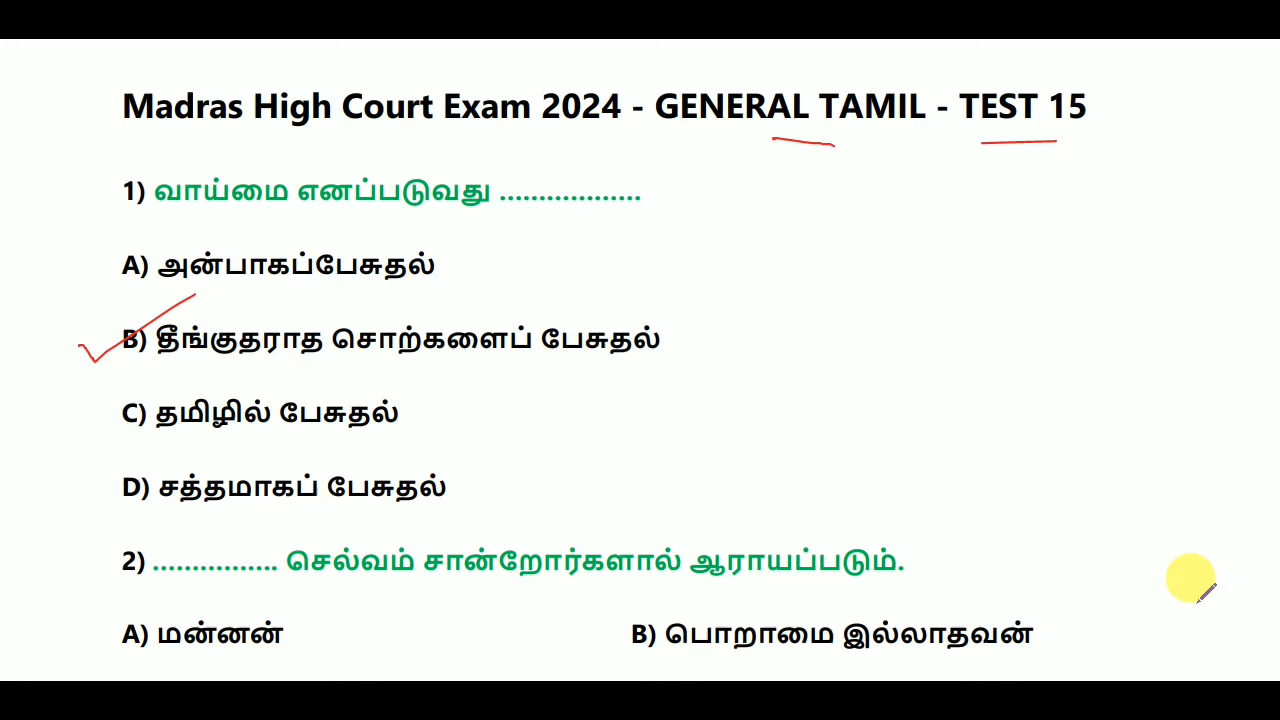 Madras High Court Exam 2024 - GENERAL TAMIL - TEST 15
1) வாய்மை எனப்படுவது .................
A) அன்பாகப்பேசுதல்
B) தீங்குதராத சொற்களைப் பேசுதல்
C) தமிழில் பேசுதல்
D) சத்தமாகப் பேசுதல்
2) ................ செல்வம் சான்றோர்களால் ஆராயப்படும்.
A) மன்னன் B) பொறாமை இல்லாதவன்